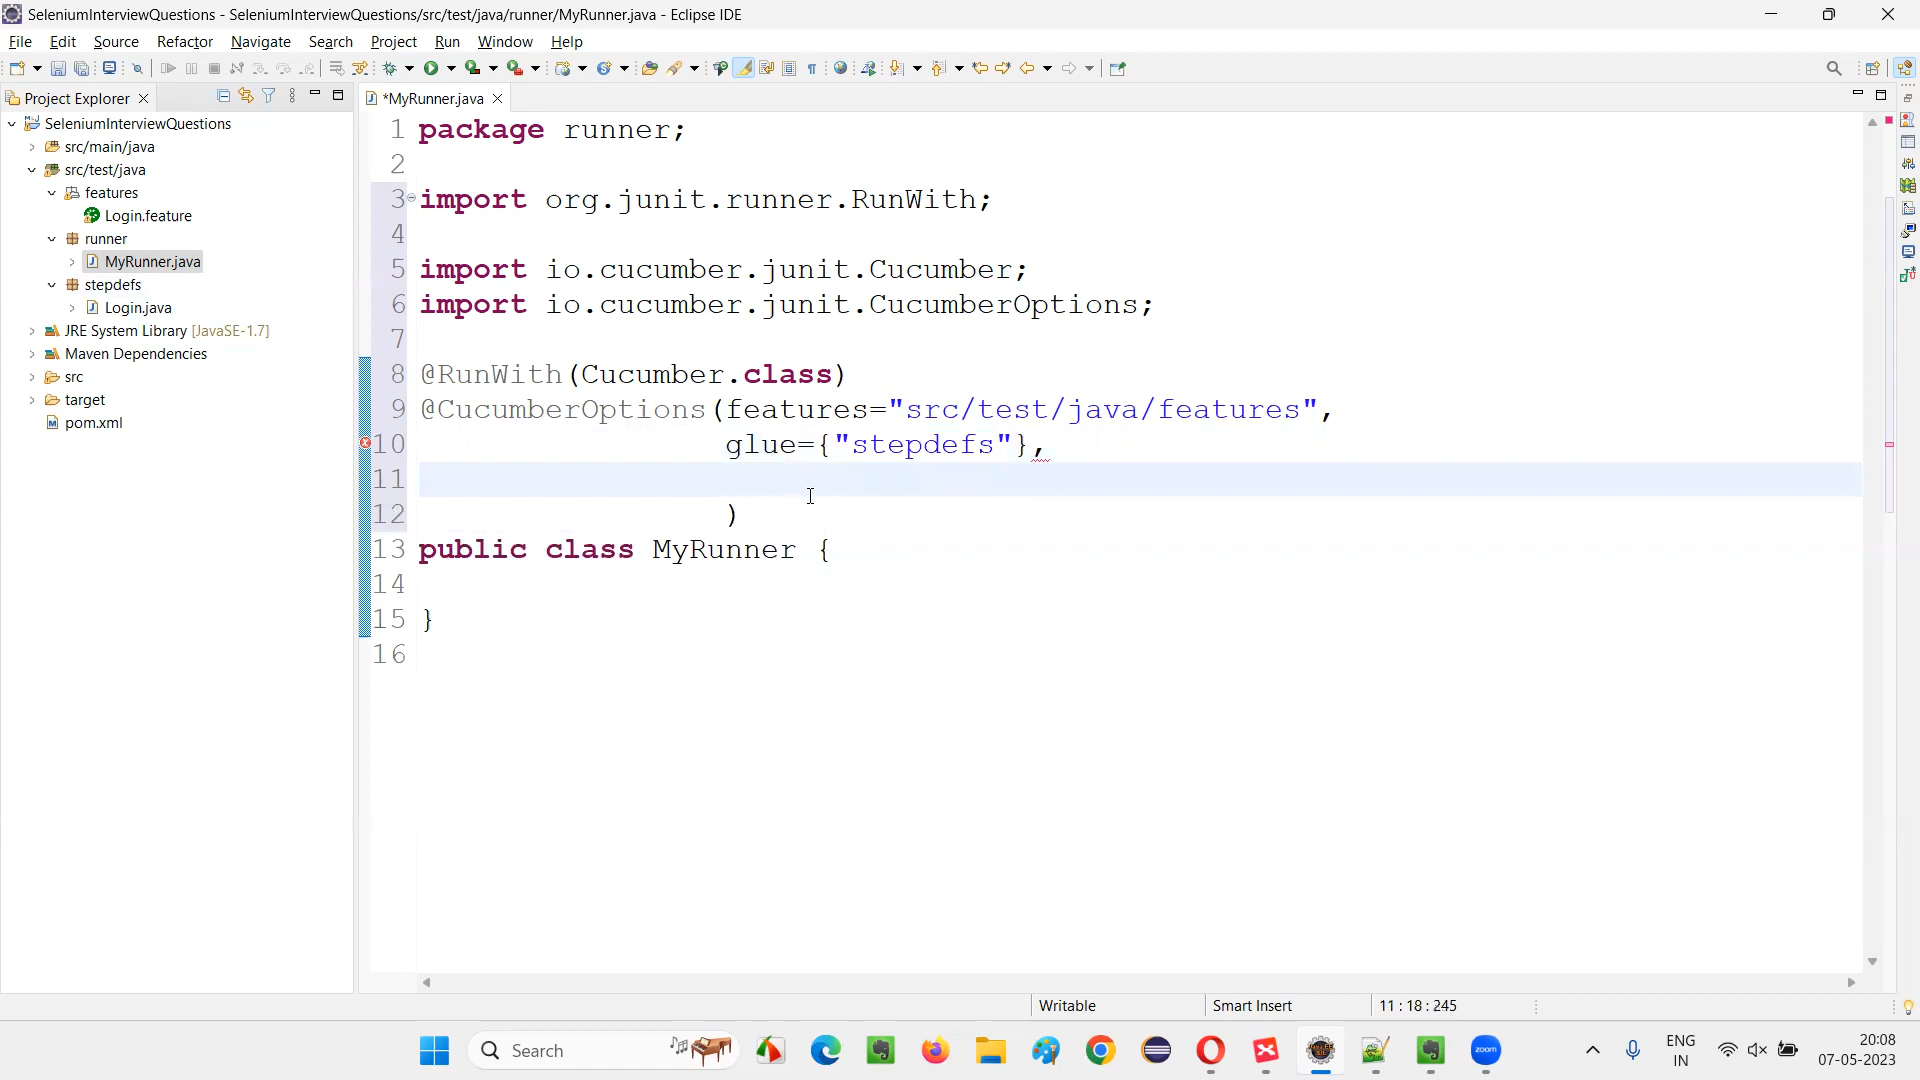 SeleniumInterviewQuestions - SeleniumInterviewQuestions/src/test/java/runner/MyRunner.java - Eclipse IDE
File Edit Source Refactor Navigate Search Project Run Window Help
Project Explorer
SeleniumInterviewQuestions
src/main/java
src/test/java
features
Login.feature
runner
MyRunner.java
stepdefs
Login.java
JRE System Library [JavaSE-1.7]
Maven Dependencies
src
target
pom.xml
*MyRunner.java
1 package runner;
2
3 import org.junit.runner.RunWith;
4
5 import io.cucumber.junit.Cucumber;
6 import io.cucumber.junit.CucumberOptions;
7
8 @RunWith(Cucumber.class)
9 @CucumberOptions(features="src/test/java/features",
10 glue={"stepdefs"},
11
12 )
13 public class MyRunner {
14
15 }
16
Writable Smart Insert 11 : 18 : 245
Search
zoom
ENG
IN
20:08
07-05-2023